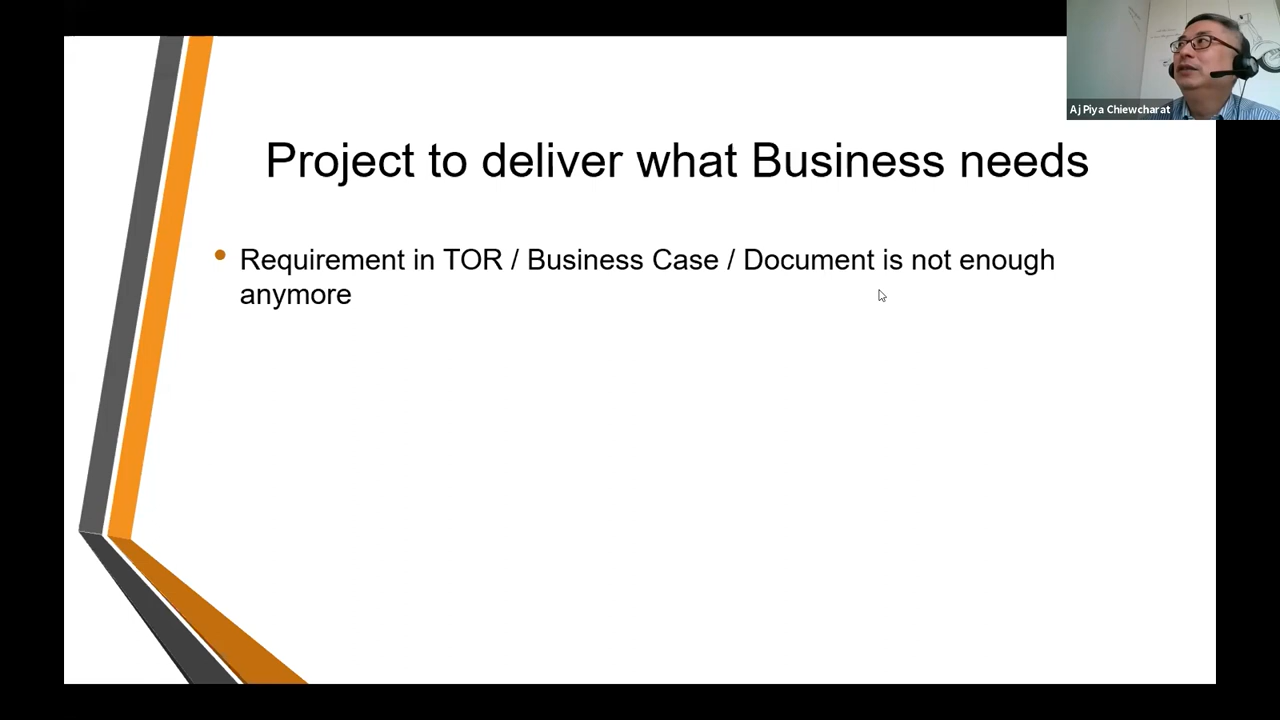 Aj Piya Chiewcharat
Project to deliver what Business needs
Requirement in TOR / Business Case / Document is not enough
anymore